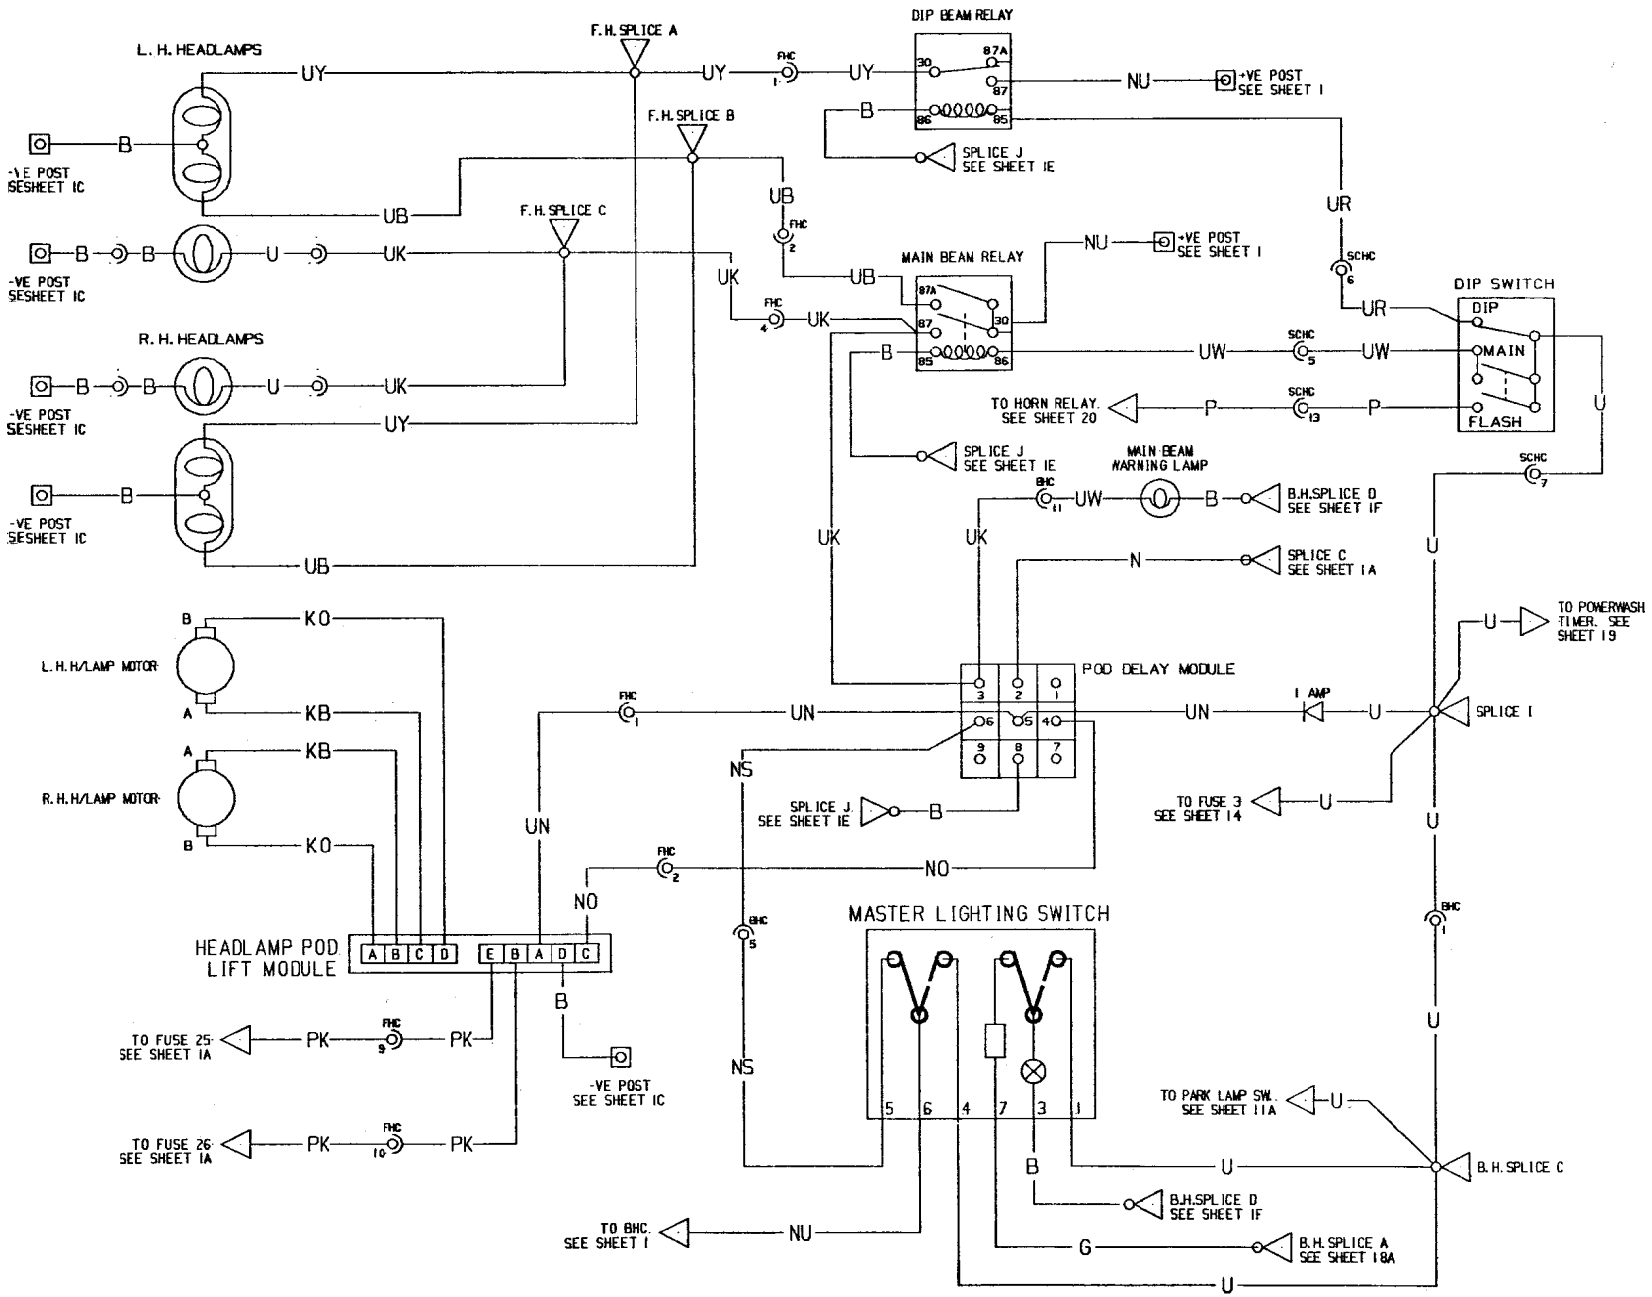 DIP BEAM RELAY
F.H.SPLICE A
L.H.HEADLAMPS
87A
FHC
30
UY
UY
1
UY
NU
+VE POST
SEE SHEET 1
87
B
86
85
F.H.SPLICE B
B
-VE POST
SESHEET 1C
SPLICE J
SEE SHEET 1E
UB
UR
F.H.SPLICE C
UB
FHC
2
NU
+VE POST
SEE SHEET 1
MAIN BEAM RELAY
SCHC
6
B
B
U
UK
UK
UB
-VE POST
SESHEET 1C
87A
DIP SWITCH
FHC
4
UK
87
30
UR
DIP
R.H.HEADLAMPS
B
85
86
UW
SCHC
5
UW
MAIN
B
B
U
UK
-VE POST
SESHEET 1C
TO HORN RELAY.
SEE SHEET 20
P
SCHC
13
P
FLASH
U
UY
SPLICE J
SEE SHEET 1E
MAIN BEAM
WARNING LAMP
SCHC
7
B
-VE POST
SESHEET 1C
BHC
11
UW
B
B.H.SPLICE D
SEE SHEET 1F
UK
UK
U
UB
N
SPLICE C
SEE SHEET 1A
B
KO
U
TO POWERWASH
TIMER. SEE
SHEET 19
L.H.H/LAMP MOTOR
POD DELAY MODULE
3
2
1
A
KB
FHC
1
UN
6
5
4
UN
1 AMP
U
SPLICE I
A
KB
9
8
7
NS
R.H.H/LAMP MOTOR
UN
SPLICE J.
SEE SHEET 1E
B
TO FUSE 3
SEE SHEET 14
U
U
B
KO
FHC
2
NO
NO
MASTER LIGHTING SWITCH
BHC
5
BHC
1
HEADLAMP POD
LIFT MODULE
A
B
C
D
E
B
A
D
C
B
TO FUSE 25
SEE SHEET 1A
PK
FHC
9
PK
U
-VE POST
SEE SHEET 1C
NS
TO PARK LAMP SW.
SEE SHEET 11A
U
5
6
4
7
3
1
TO FUSE 26
SEE SHEET 1A
PK
FHC
10
PK
B
U
B.H.SPLICE C
B.H.SPLICE D
SEE SHEET 1F
TO BHC.
SEE SHEET 1
NU
G
B.H.SPLICE A
SEE SHEET 18A
U